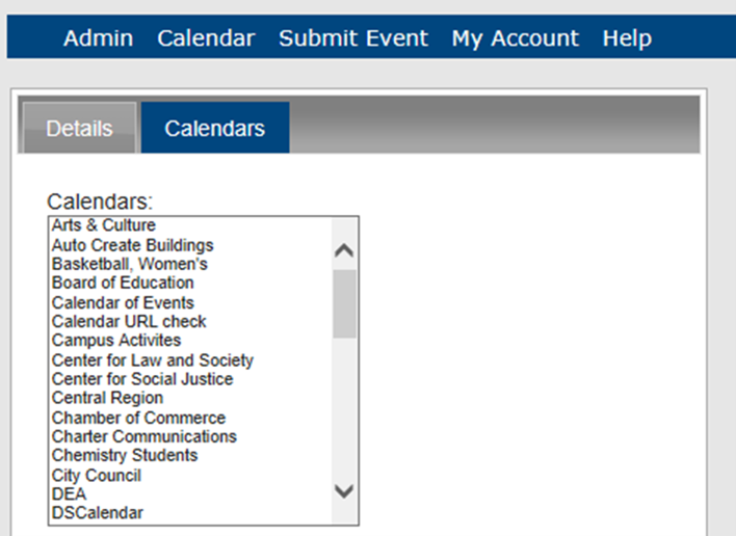 Admin Calendar Submit Event My Account Help
Details Calendars
Calendars:
Arts & Culture
Auto Create Buildings
Basketball, Women's
Board of Education
Calendar of Events
Calendar URL check
Campus Activites
Center for Law and Society
Center for Social Justice
Central Region
Chamber of Commerce
Charter Communications
Chemistry Students
City Council
DEA
DSCalendar